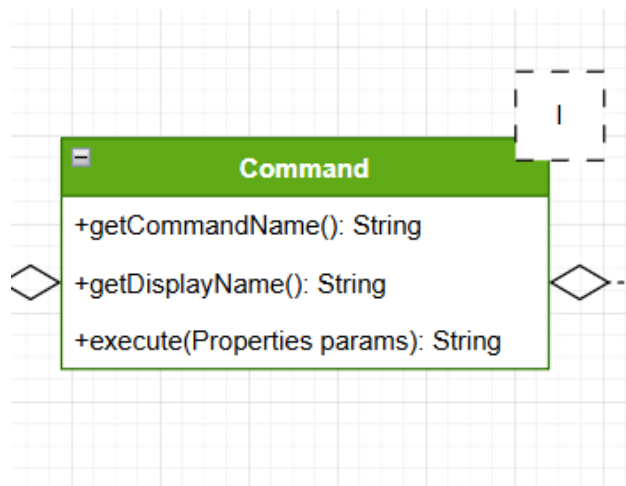 I
Command
+getCommandName(): String
+getDisplayName(): String
+execute(Properties params): String